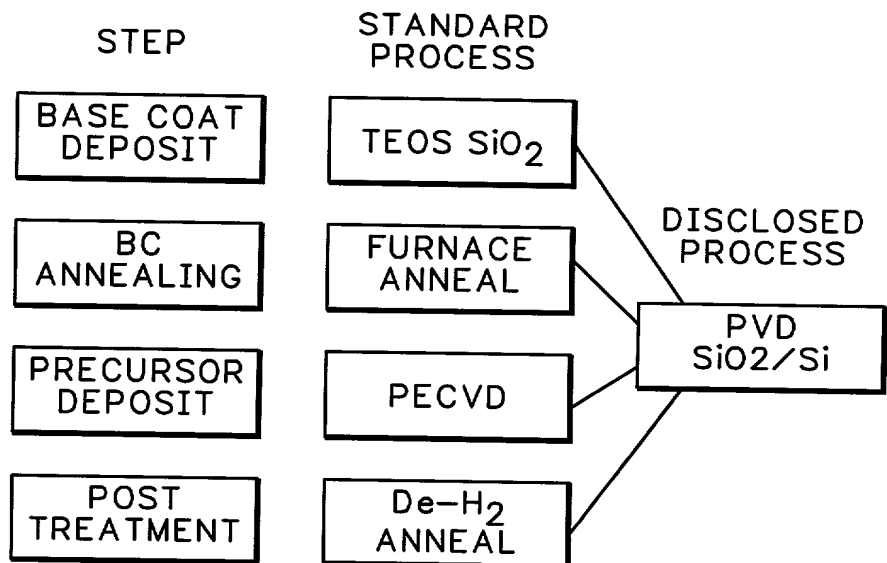 STEP
STANDARD
PROCESS
BASE COAT
DEPOSIT
TEOS SiO2
BC
ANNEALING
FURNACE
ANNEAL
DISCLOSED
PROCESS
PVD
SiO2/Si
PRECURSOR
DEPOSIT
PECVD
POST
TREATMENT
De-H2
ANNEAL